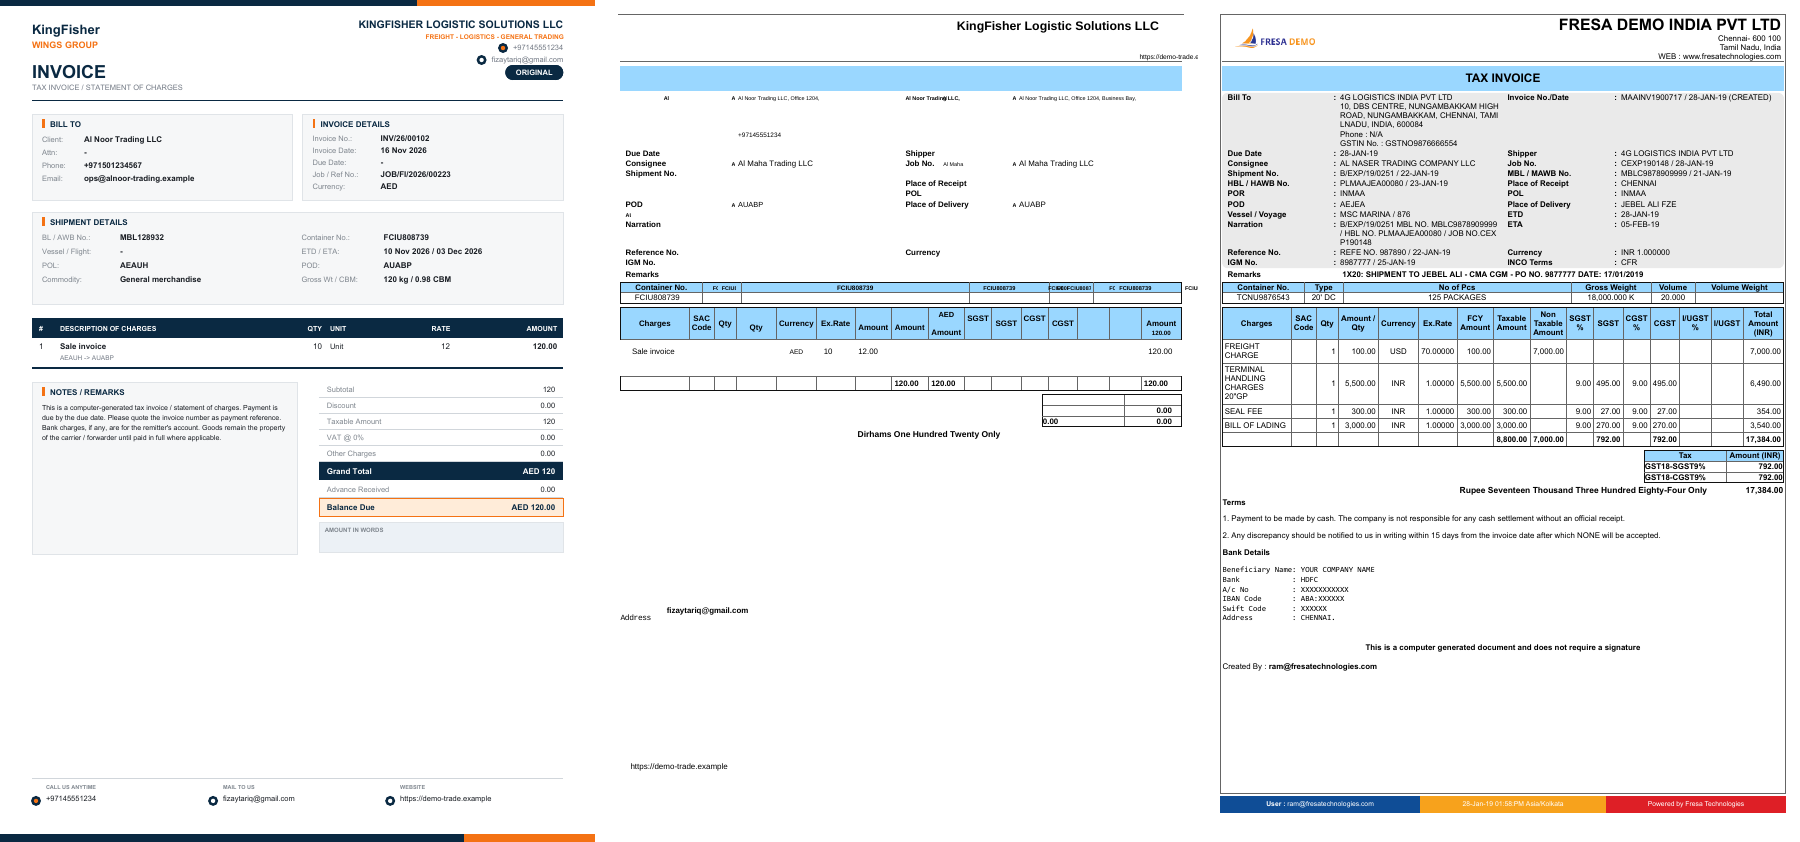 KingFisher
WINGS GROUP
KINGFISHER LOGISTIC SOLUTIONS LLC
FREIGHT - LOGISTICS - GENERAL TRADING
+97145551234
fizaytariq@gmail.com
ORIGINAL
INVOICE
TAX INVOICE / STATEMENT OF CHARGES
BILL TO
Client: Al Noor Trading LLC
Attn: -
Phone: +971501234567
Email: ops@alnoor-trading.example
INVOICE DETAILS
Invoice No.: INV/26/00102
Invoice Date: 16 Nov 2026
Due Date: -
Job / Ref No.: JOB/FI/2026/00223
Currency: AED
SHIPMENT DETAILS
BL / AWB No.: MBL128932 Container No.: FCIU808739
Vessel / Flight: - ETD / ETA: 10 Nov 2026 / 03 Dec 2026
POL: AEAUH POD: AUABP
Commodity: General merchandise Gross Wt / CBM: 120 kg / 0.98 CBM
# DESCRIPTION OF CHARGES QTY UNIT RATE AMOUNT
1 Sale invoice 10 Unit 12 120.00
AEAUH -> AUABP
NOTES / REMARKS
This is a computer-generated tax invoice / statement of charges. Payment is
due by the due date. Please quote the invoice number as payment reference.
Bank charges, if any, are for the remitter's account. Goods remain the property
of the carrier / forwarder until paid in full where applicable.
Subtotal 120
Discount 0.00
Taxable Amount 120
VAT @ 0% 0.00
Other Charges 0.00
Grand Total AED 120
Advance Received 0.00
Balance Due AED 120.00
AMOUNT IN WORDS
CALL US ANYTIME MAIL TO US WEBSITE
+97145551234 fizaytariq@gmail.com https://demo-trade.example
KingFisher Logistic Solutions LLC
https://demo-trade.e
Al A Al Noor Trading LLC, Office 1204, A Al Noor Trading LLC, Office 1204, Business Bay,
+97145551234
Due Date Shipper
Consignee A Al Maha Trading LLC Job No. Al Maha A Al Maha Trading LLC
Shipment No.
Place of Receipt
POL
POD A AUABP Place of Delivery A AUABP
Al
Narration
Reference No. Currency
IGM No.
Remarks
Container No. FCIU808739 FCIU808739 FCIU808739 FCIU
FCIU808739
Charges SAC Code Qty Qty Currency Ex.Rate Amount Amount AED Amount SGST SGST CGST CGST Amount
120.00
Sale invoice AED 10 12.00 120.00
120.00 120.00 120.00
0.00
0.00 0.00
Dirhams One Hundred Twenty Only
fizaytariq@gmail.com
Address
https://demo-trade.example
FRESA DEMO
FRESA DEMO INDIA PVT LTD
Chennai- 600 100
Tamil Nadu, India
WEB : www.fresatechnologies.com
TAX INVOICE
Bill To : 4G LOGISTICS INDIA PVT LTD Invoice No./Date : MAAINV1900717 / 28-JAN-19 (CREATED)
10, DBS CENTRE, NUNGAMBAKKAM HIGH
ROAD, NUNGAMBAKKAM, CHENNAI, TAMI
LNADU, INDIA, 600084
Phone : N/A
GSTIN No. : GSTNO9876666554
Due Date : 28-JAN-19 Shipper : 4G LOGISTICS INDIA PVT LTD
Consignee : AL NASER TRADING COMPANY LLC Job No. : CEXP190148 / 28-JAN-19
Shipment No. : B/EXP/19/0251 / 22-JAN-19 MBL / MAWB No. : MBLC9878909999 / 21-JAN-19
HBL / HAWB No. : PLMAAJEA00080 / 23-JAN-19 Place of Receipt : CHENNAI
POR : INMAA POL : INMAA
POD : AEJEA Place of Delivery : JEBEL ALI FZE
Vessel / Voyage : MSC MARINA / 876 ETD : 28-JAN-19
Narration : B/EXP/19/0251 MBL NO. MBLC9878909999 ETA : 05-FEB-19
/ HBL NO. PLMAAJEA00080 / JOB NO.CEX
P190148
Reference No. : REFE NO. 987890 / 22-JAN-19 Currency : INR 1.000000
IGM No. : 8987777 / 25-JAN-19 INCO Terms : CFR
Remarks 1X20: SHIPMENT TO JEBEL ALI - CMA CGM - PO NO. 9877777 DATE: 17/01/2019
Container No. Type No of Pcs Gross Weight Volume Volume Weight
TCNU9876543 20' DC 125 PACKAGES 18,000.000 K 20.000
Charges SAC Code Qty Amount / Qty Currency Ex.Rate FCY Amount Taxable Amount Non Taxable Amount SGST % SGST CGST % CGST I/UGST % I/UGST Total Amount (INR)
FREIGHT CHARGE 1 100.00 USD 70.00000 100.00 7,000.00 7,000.00
TERMINAL HANDLING CHARGES 20"GP 1 5,500.00 INR 1.00000 5,500.00 5,500.00 9.00 495.00 9.00 495.00 6,490.00
SEAL FEE 1 300.00 INR 1.00000 300.00 300.00 9.00 27.00 9.00 27.00 354.00
BILL OF LADING 1 3,000.00 INR 1.00000 3,000.00 3,000.00 9.00 270.00 9.00 270.00 3,540.00
8,800.00 7,000.00 792.00 792.00 17,384.00
Tax Amount (INR)
GST18-SGST9% 792.00
GST18-CGST9% 792.00
Rupee Seventeen Thousand Three Hundred Eighty-Four Only 17,384.00
Terms
1. Payment to be made by cash. The company is not responsible for any cash settlement without an official receipt.
2. Any discrepancy should be notified to us in writing within 15 days from the invoice date after which NONE will be accepted.
Bank Details
Beneficiary Name: YOUR COMPANY NAME
Bank : HDFC
A/c No : XXXXXXXXXXX
IBAN Code : ABA:XXXXXX
Swift Code : XXXXXX
Address : CHENNAI.
This is a computer generated document and does not require a signature
Created By : ram@fresatechnologies.com
User : ram@fresatechnologies.com 28-Jan-19 01:58:PM Asia/Kolkata Powered by Fresa Technologies